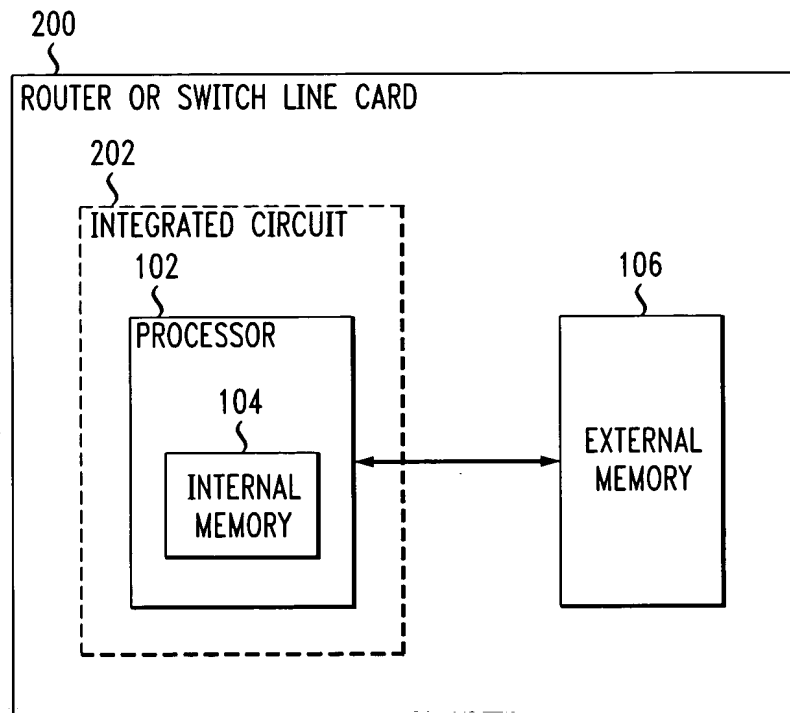 200
ROUTER OR SWITCH LINE CARD
202
INTEGRATED CIRCUIT
102
PROCESSOR
106
104
INTERNAL
MEMORY
EXTERNAL
MEMORY